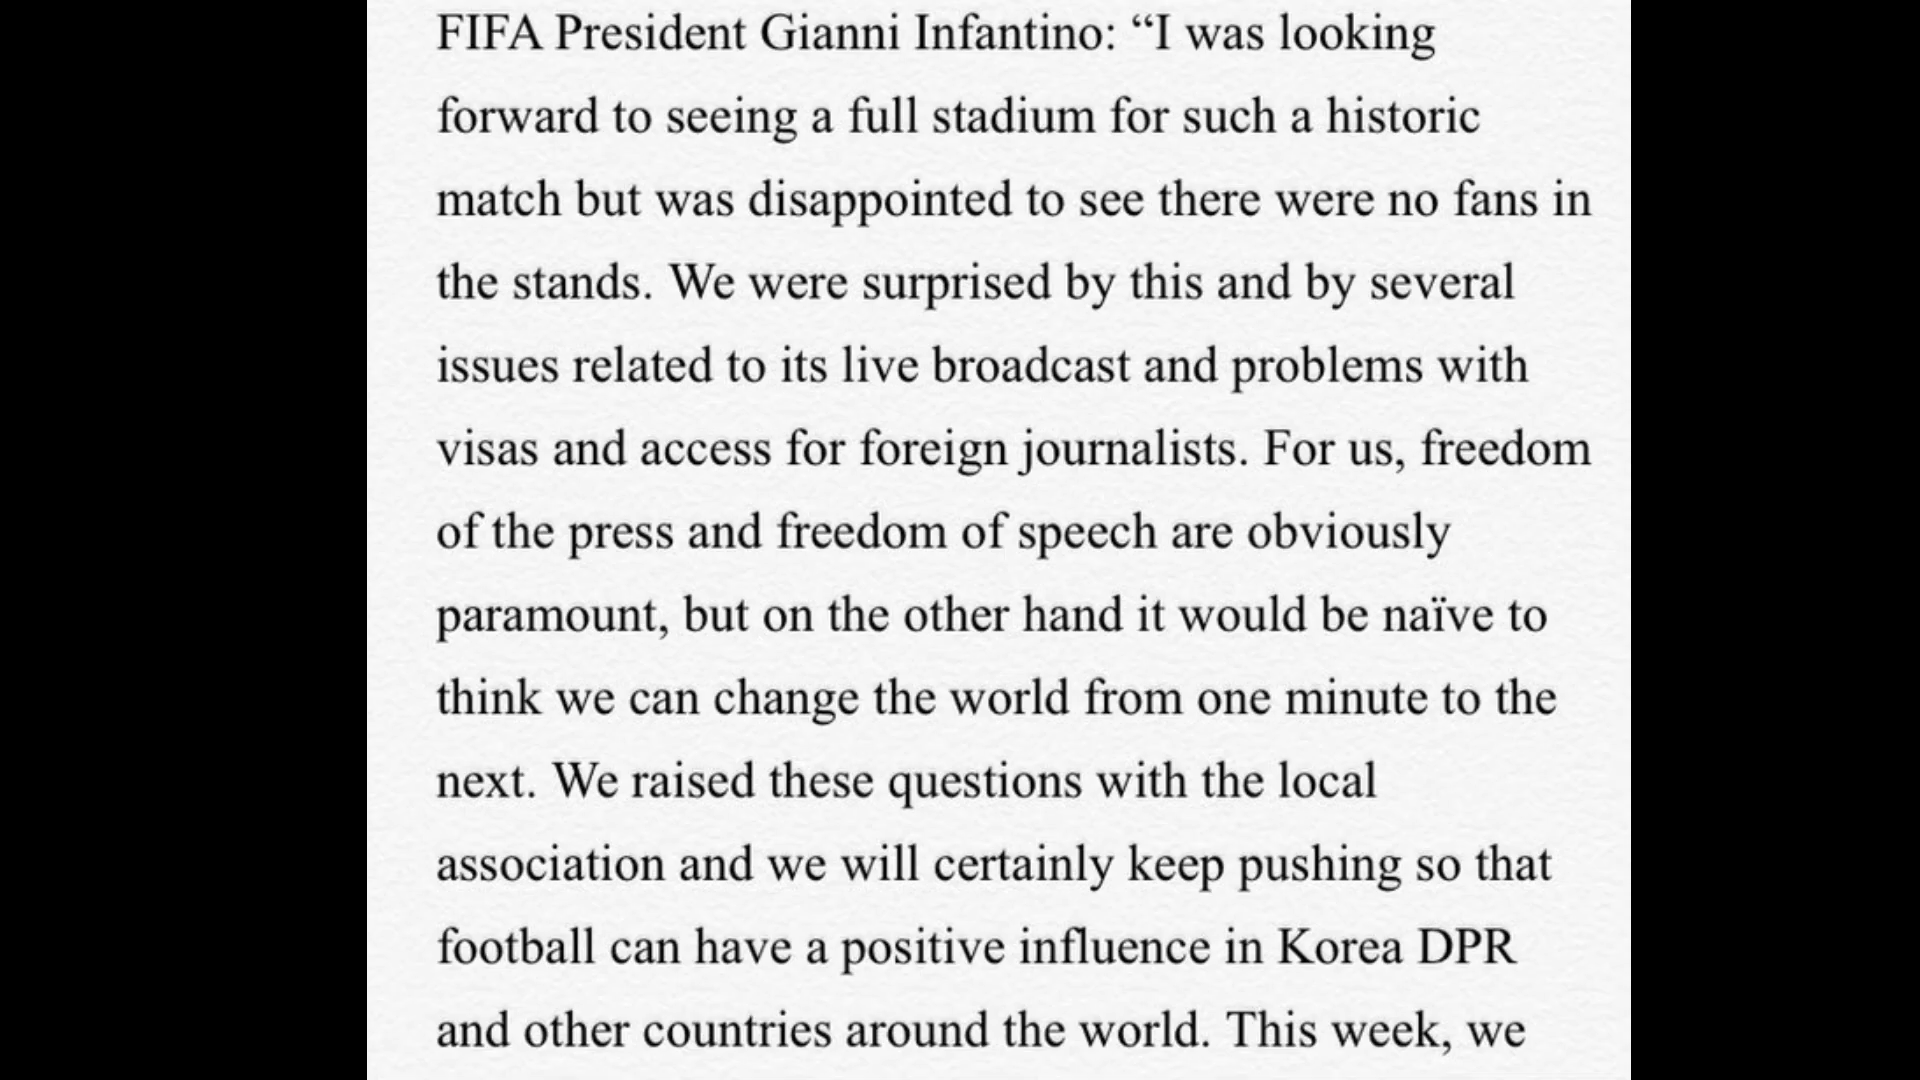 FIFA President Gianni Infantino: “I was looking
forward to seeing a full stadium for such a historic
match but was disappointed to see there were no fans in
the stands. We were surprised by this and by several
issues related to its live broadcast and problems with
visas and access for foreign journalists. For us, freedom
of the press and freedom of speech are obviously
paramount, but on the other hand it would be naïve to
think we can change the world from one minute to the
next. We raised these questions with the local
association and we will certainly keep pushing so that
football can have a positive influence in Korea DPR
and other countries around the world. This week, we